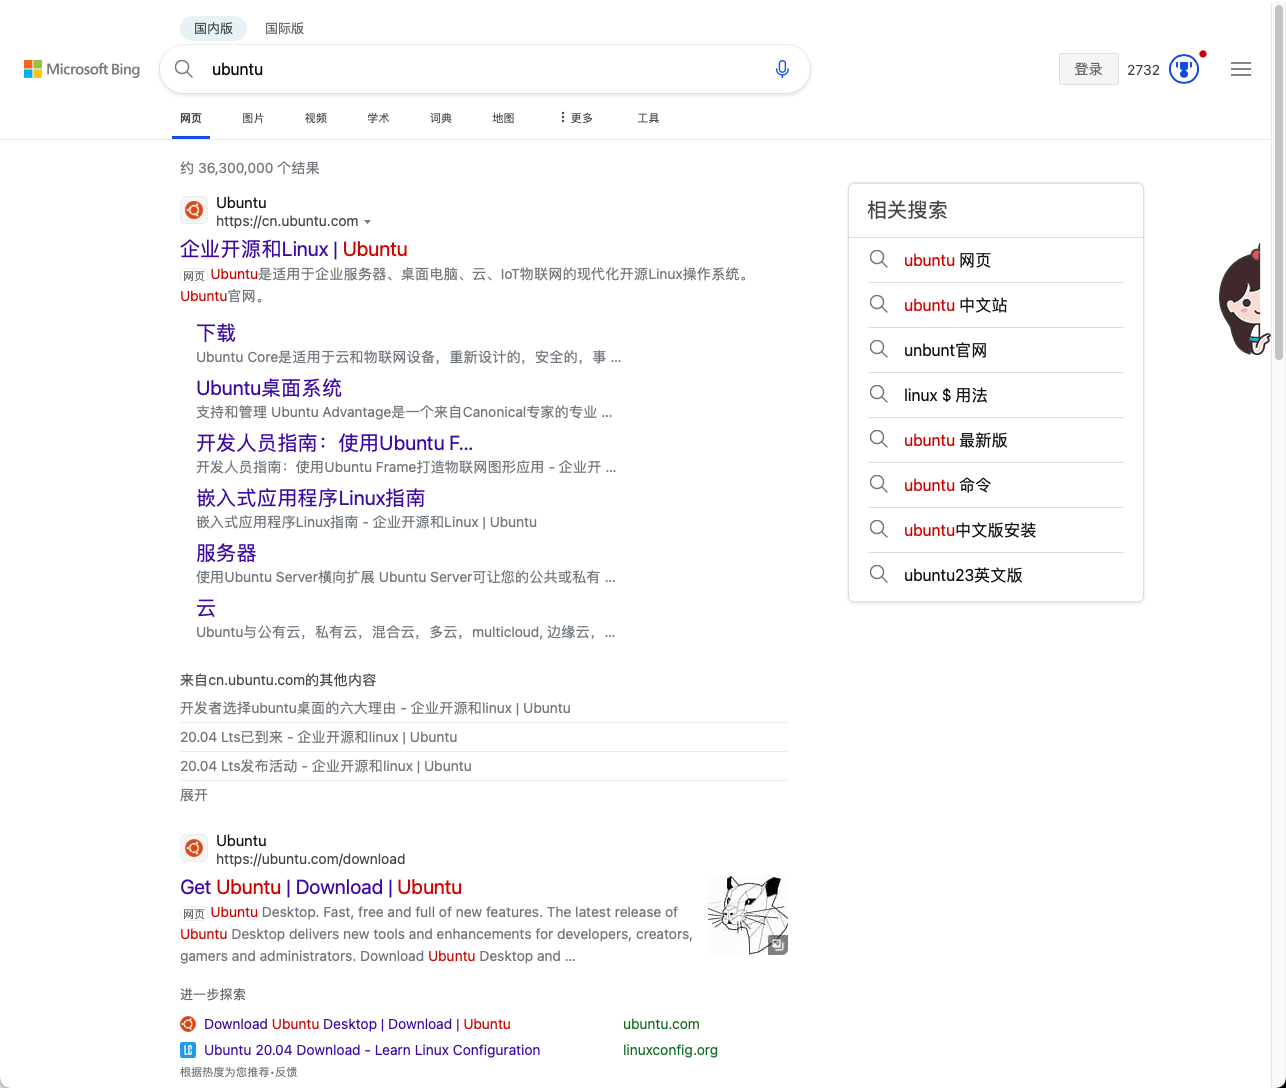 国内版 国际版
Microsoft Bing
ubuntu
登录 2732
网页 图片 视频 学术 词典 地图 更多 工具
约 36,300,000 个结果
Ubuntu
https://cn.ubuntu.com
企业开源和Linux | Ubuntu
网页 Ubuntu是适用于企业服务器、桌面电脑、云、IoT物联网的现代化开源Linux操作系统。
Ubuntu官网。
下载
Ubuntu Core是适用于云和物联网设备，重新设计的，安全的，事 ...
Ubuntu桌面系统
支持和管理 Ubuntu Advantage是一个来自Canonical专家的专业 ...
开发人员指南：使用Ubuntu F...
开发人员指南：使用Ubuntu Frame打造物联网图形应用 - 企业开 ...
嵌入式应用程序Linux指南
嵌入式应用程序Linux指南 - 企业开源和Linux | Ubuntu
服务器
使用Ubuntu Server横向扩展 Ubuntu Server可让您的公共或私有 ...
云
Ubuntu与公有云，私有云，混合云，多云，multicloud, 边缘云，...
来自cn.ubuntu.com的其他内容
开发者选择ubuntu桌面的六大理由 - 企业开源和linux | Ubuntu
20.04 Lts已到来 - 企业开源和linux | Ubuntu
20.04 Lts发布活动 - 企业开源和linux | Ubuntu
展开
Ubuntu
https://ubuntu.com/download
Get Ubuntu | Download | Ubuntu
网页 Ubuntu Desktop. Fast, free and full of new features. The latest release of
Ubuntu Desktop delivers new tools and enhancements for developers, creators,
gamers and administrators. Download Ubuntu Desktop and ...
进一步探索
Download Ubuntu Desktop | Download | Ubuntu ubuntu.com
LC Ubuntu 20.04 Download - Learn Linux Configuration linuxconfig.org
根据热度为您推荐•反馈
相关搜索
ubuntu 网页
ubuntu 中文站
unbunt官网
linux $ 用法
ubuntu 最新版
ubuntu 命令
ubuntu中文版安装
ubuntu23英文版